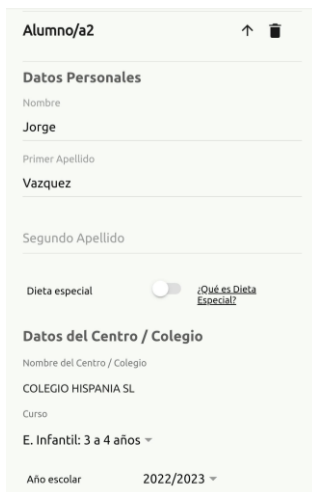 Alumno/a2
Datos Personales
Nombre
Jorge
Primer Apellido
Vazquez
Segundo Apellido
Dieta especial
¿Qué es Dieta
Especial?
Datos del Centro / Colegio
Nombre del Centro / Colegio
COLEGIO HISPANIA SL
Curso
E. Infantil: 3 a 4 años
Año escolar 2022/2023